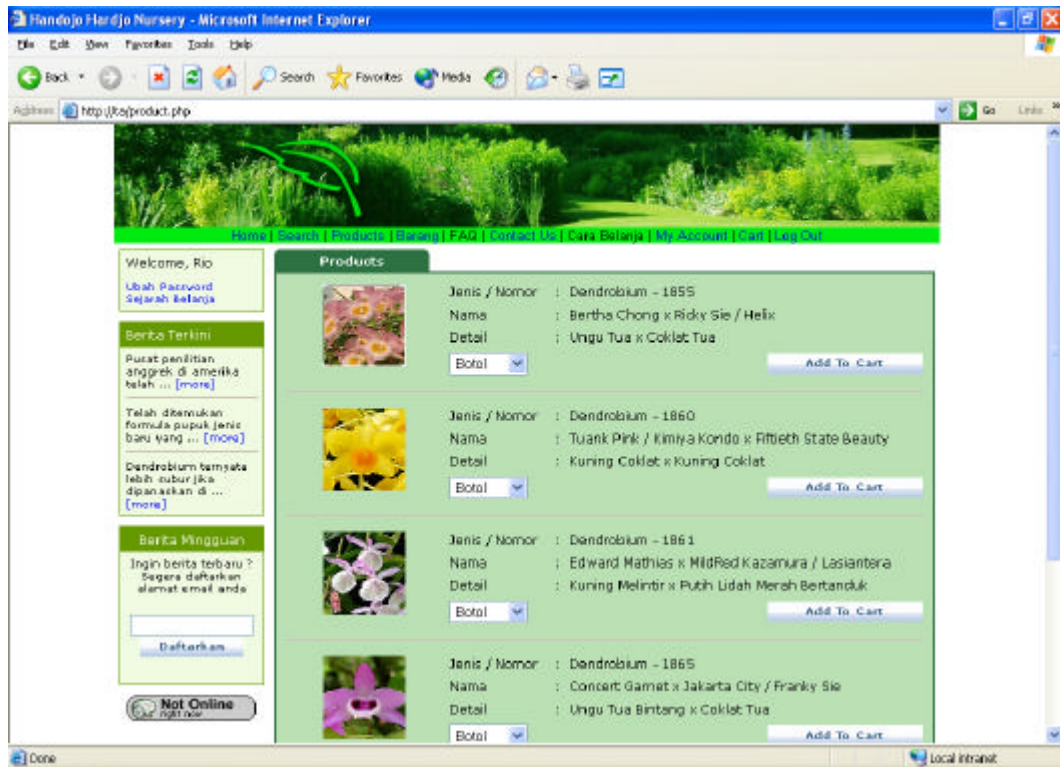 Handojo Hardjo Nursery - Microsoft Internet Explorer
File Edit View Favorites Tools Help
Back Search Favorites Media
Address http://ta/product.php Go Links
Home | Search | Products | Barang | FAQ | Contact Us | Cara Belanja | My Account | Cart | Log Out
Welcome, Rio
Ubah Password
Sejarah Belanja
Berita Terkini
Pusat penilitian
anggrek di amerika
telah ... [more]
Telah ditemukan
formula pupuk jenis
baru yang ... [more]
Dendrobium ternyata
lebih subur jika
dipanaskan di ...
[more]
Berita Mingguan
Ingin berita terbaru ?
Segera daftarkan
alamat email anda
Daftarkan
Not Online
right now
Products
Jenis / Nomor : Dendrobium - 1855
Nama : Bertha Chong x Ricky Sie / Helix
Detail : Ungu Tua x Coklat Tua
Botol Add To Cart
Jenis / Nomor : Dendrobium - 1860
Nama : Tuank Pink / Kimiya Kondo x Fiftieth State Beauty
Detail : Kuning Coklat x Kuning Coklat
Botol Add To Cart
Jenis / Nomor : Dendrobium - 1861
Nama : Edward Mathias x MildRed Kazamura / Lasiantera
Detail : Kuning Melintir x Putih Lidah Merah Bertanduk
Botol Add To Cart
Jenis / Nomor : Dendrobium - 1865
Nama : Concert Garnet x Jakarta City / Franky Sie
Detail : Ungu Tua Bintang x Coklat Tua
Botol Add To Cart
Done Local intranet